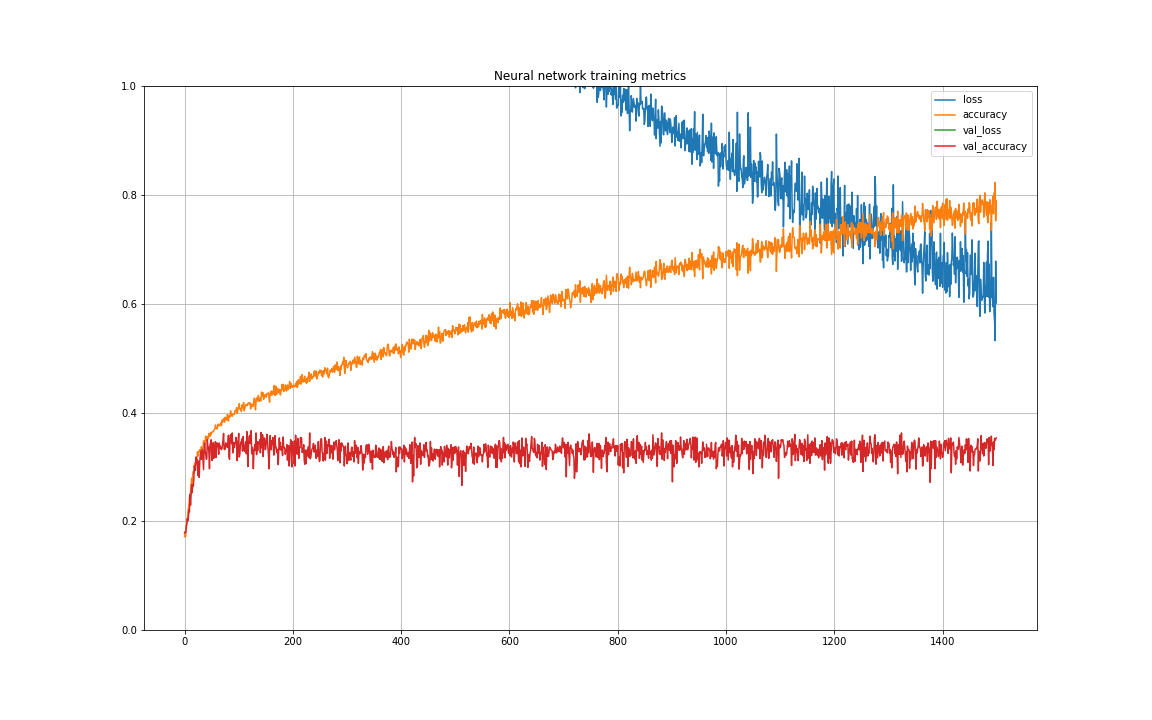 Neural network training metrics
loss
accuracy
val_loss
val_accuracy
1.0
0.8
0.6
0.4
0.2
0.0
0 200 400 600 800 1000 1200 1400